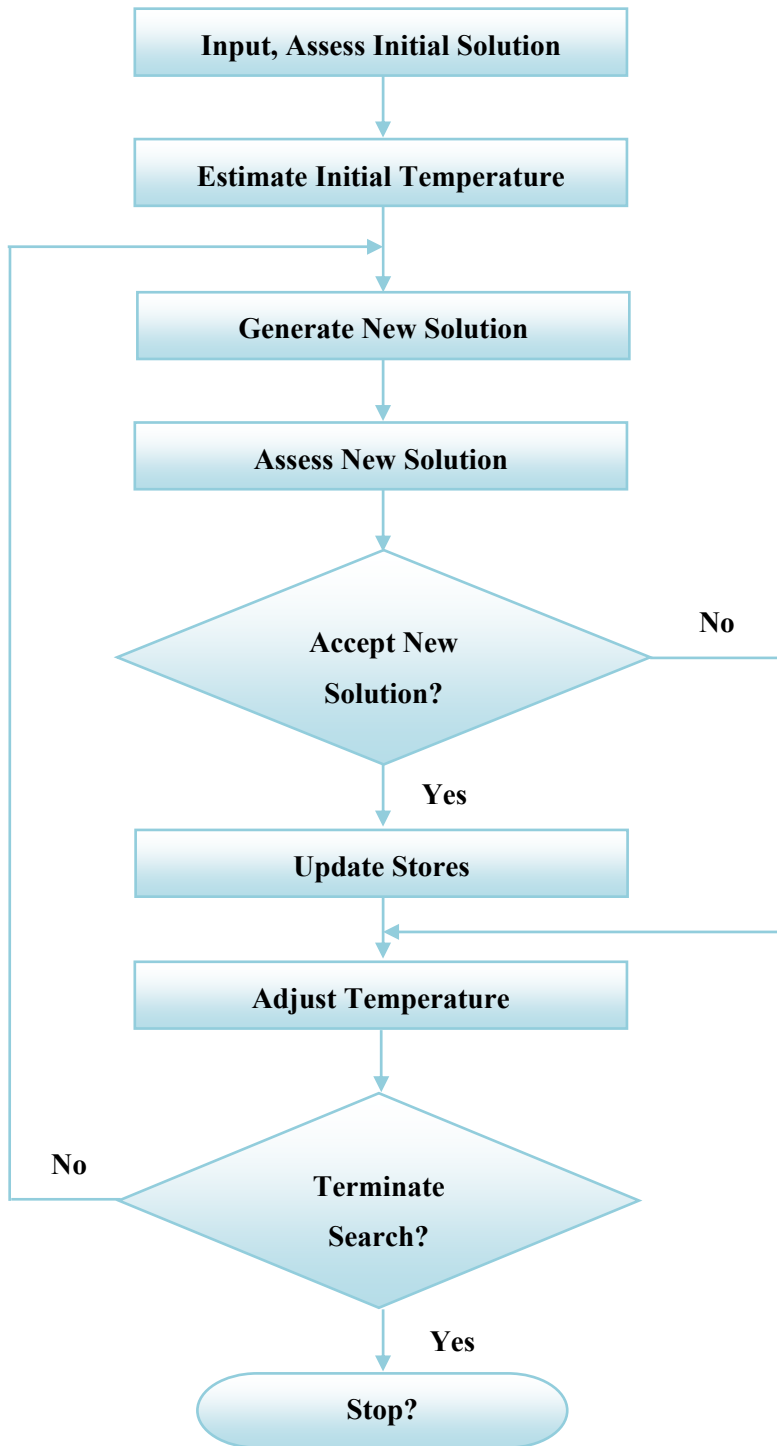 Input, Assess Initial Solution
Estimate Initial Temperature
Generate New Solution
Assess New Solution
Accept New
Solution?
No
Yes
Update Stores
Adjust Temperature
No
Terminate
Search?
Yes
Stop?